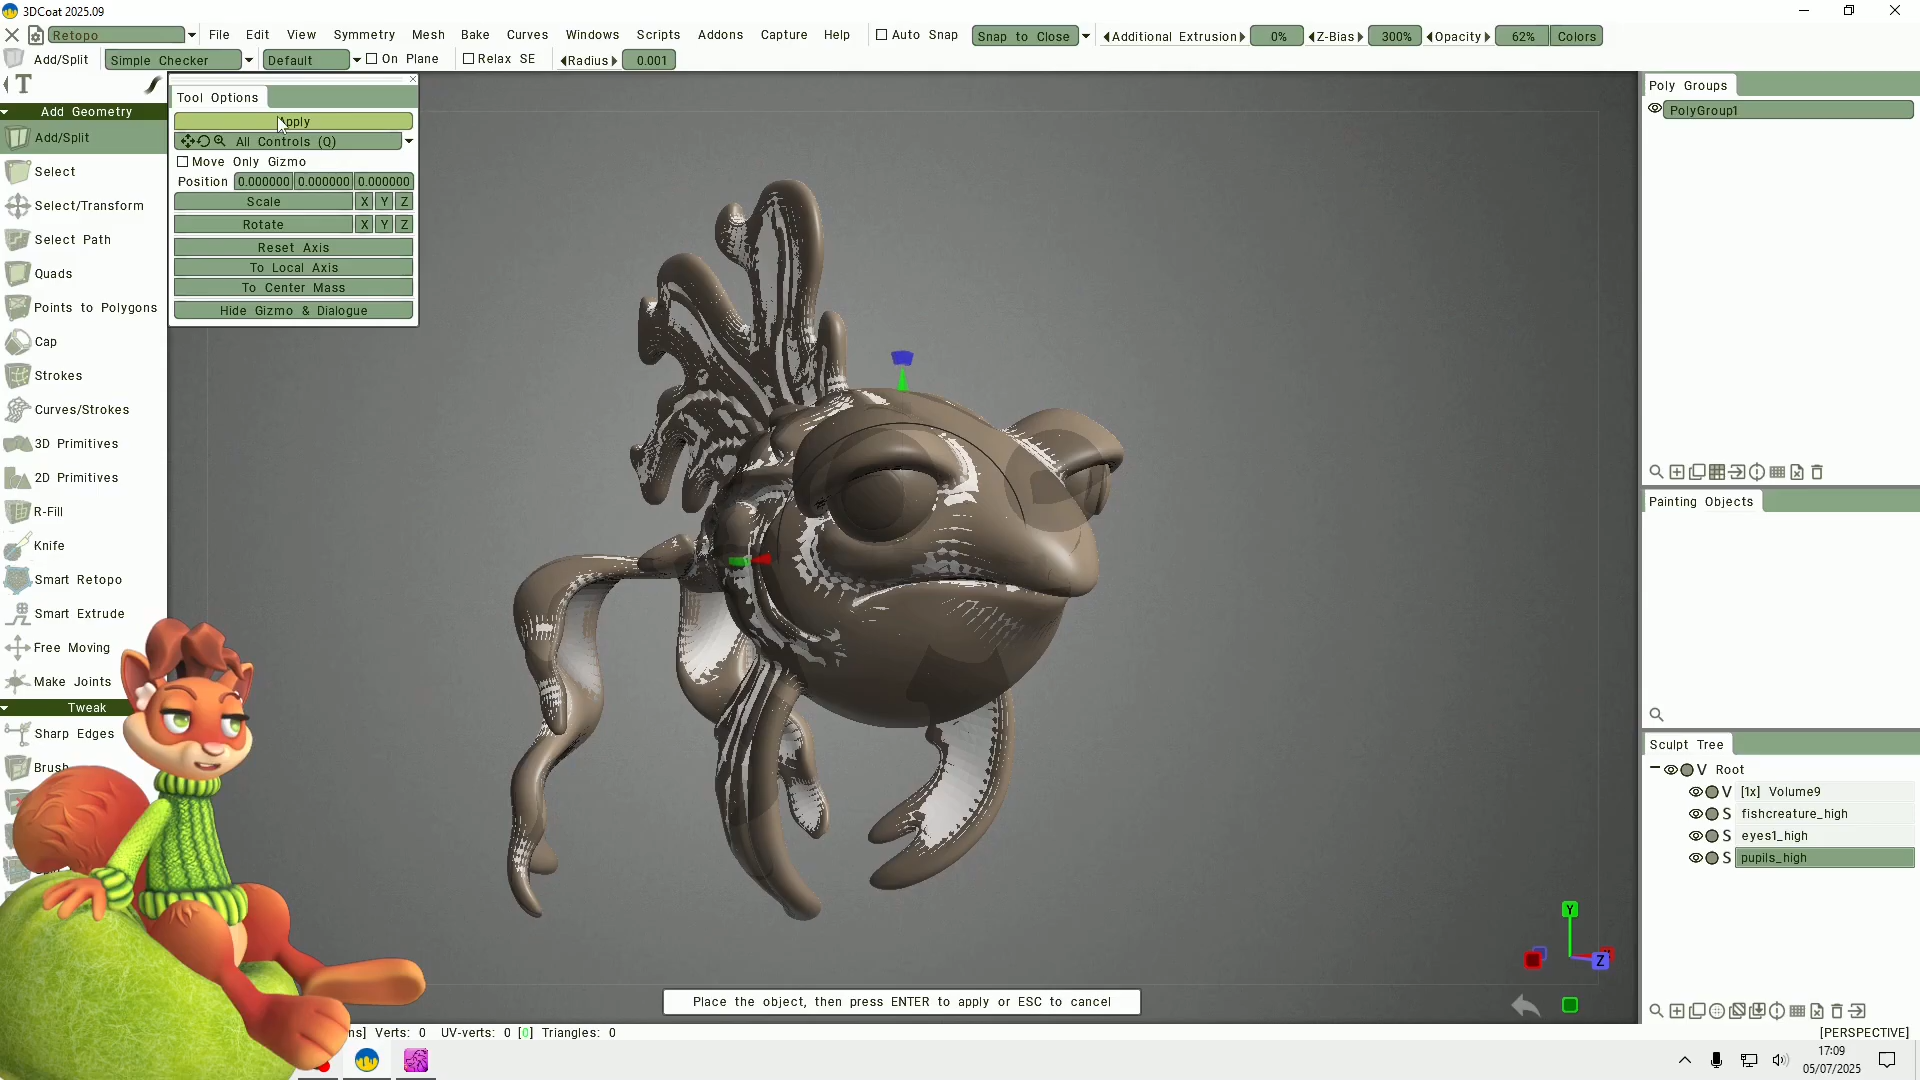 3DCoat 2025.09
Retopo File Edit View Symmetry Mesh Bake Curves Windows Scripts Addons Capture Help Auto Snap Snap to Close Additional Extrusion 0% Z-Bias 300% Opacity 62% Colors
Add/Split Simple Checker Default On Plane Relax SE Radius 0.001
Add Geometry
Add/Split
Select
Select/Transform
Select Path
Quads
Points to Polygons
Cap
Strokes
Curves/Strokes
3D Primitives
2D Primitives
R-Fill
Knife
Smart Retopo
Smart Extrude
Free Moving
Make Joints
Tweak
Sharp Edges
Brush
Tool Options
Apply
All Controls (Q)
Move Only Gizmo
Position 0.000000 0.000000 0.000000
Scale X Y Z
Rotate X Y Z
Reset Axis
To Local Axis
To Center Mass
Hide Gizmo & Dialogue
Poly Groups
PolyGroup1
Painting Objects
Sculpt Tree
V Root
V [1x] Volume9
S fishcreature_high
S eyes1_high
S pupils_high
Y
Z
Place the object, then press ENTER to apply or ESC to cancel
Verts: 0 UV-verts: 0 [0] Triangles: 0
[PERSPECTIVE]
17:09
05/07/2025